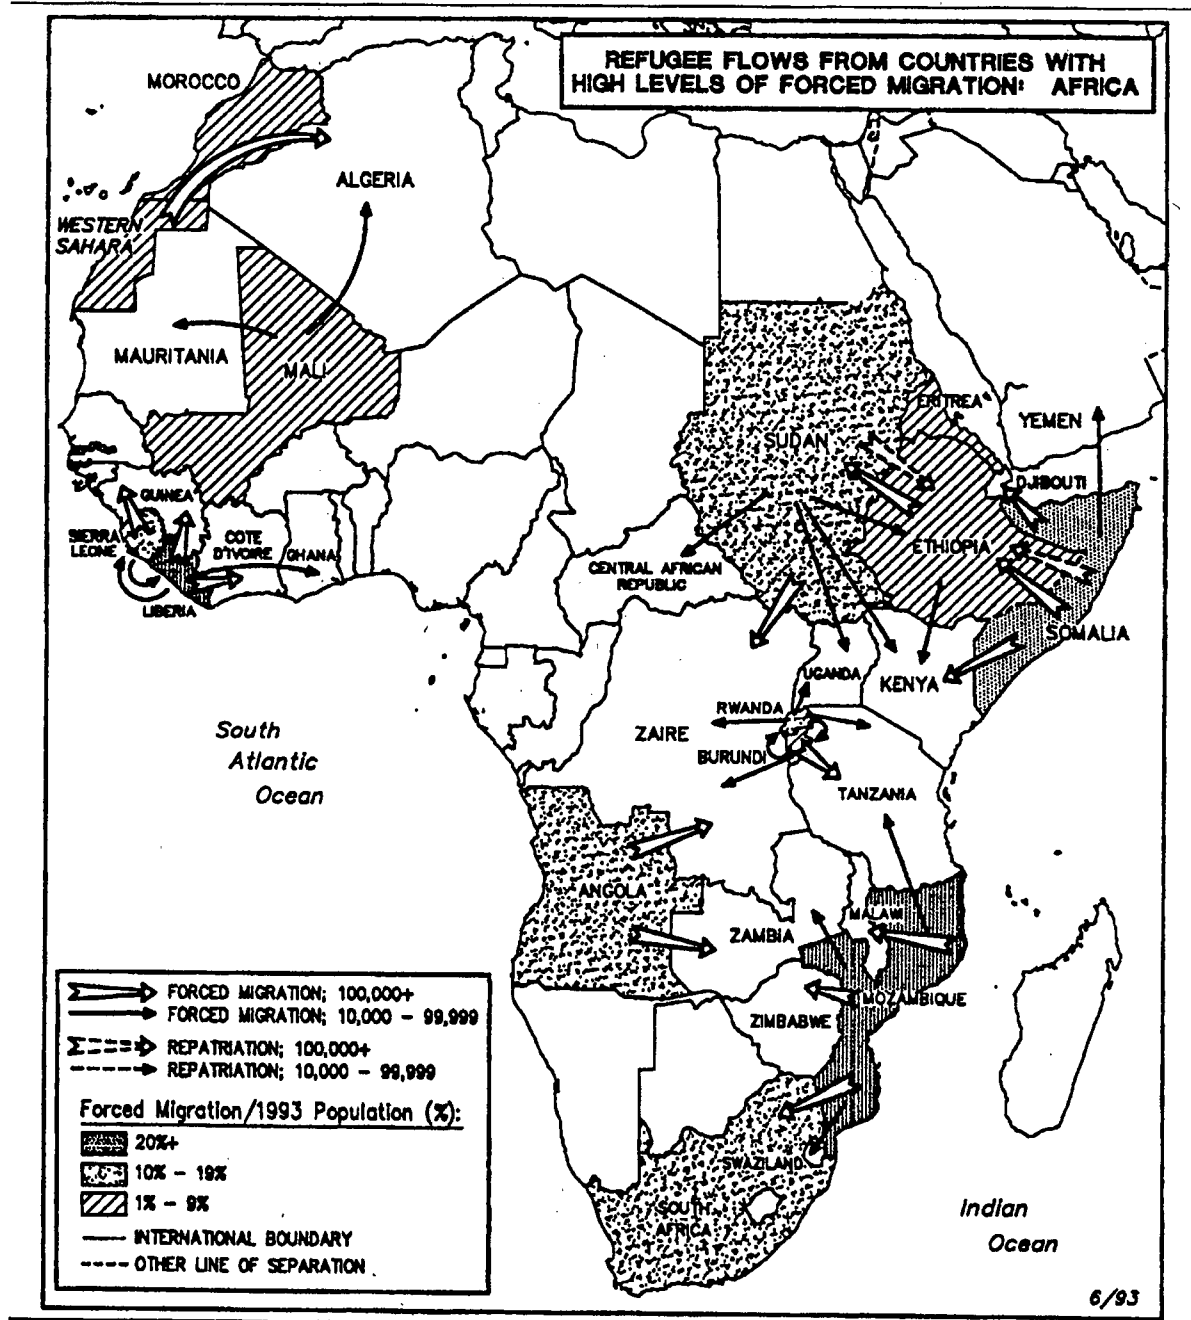 REFUGEE FLOWS FROM COUNTRIES WITH
HIGH LEVELS OF FORCED MIGRATION: AFRICA
MOROCCO
ALGERIA
WESTERN
SAHARA
MAURITANIA
MALI
ERITREA
YEMEN
SUDAN
DJIBOUTI
GUINEA
SIERRA
LEONE
COTE
D'IVOIRE
GHANA
ETHIOPIA
CENTRAL AFRICAN
REPUBLIC
LIBERIA
SOMALIA
UGANDA
KENYA
RWANDA
ZAIRE
BURUNDI
South
Atlantic
Ocean
TANZANIA
ANGOLA
MALAWI
ZAMBIA
MOZAMBIQUE
ZIMBABWE
SWAZILAND
SOUTH
AFRICA
Indian
Ocean
FORCED MIGRATION; 100,000+
FORCED MIGRATION; 10,000 - 99,999
REPATRIATION; 100,000+
REPATRIATION; 10,000 - 99,999
Forced Migration/1993 Population (%):
20%+
10% - 19%
1% - 9%
INTERNATIONAL BOUNDARY
OTHER LINE OF SEPARATION
6/93